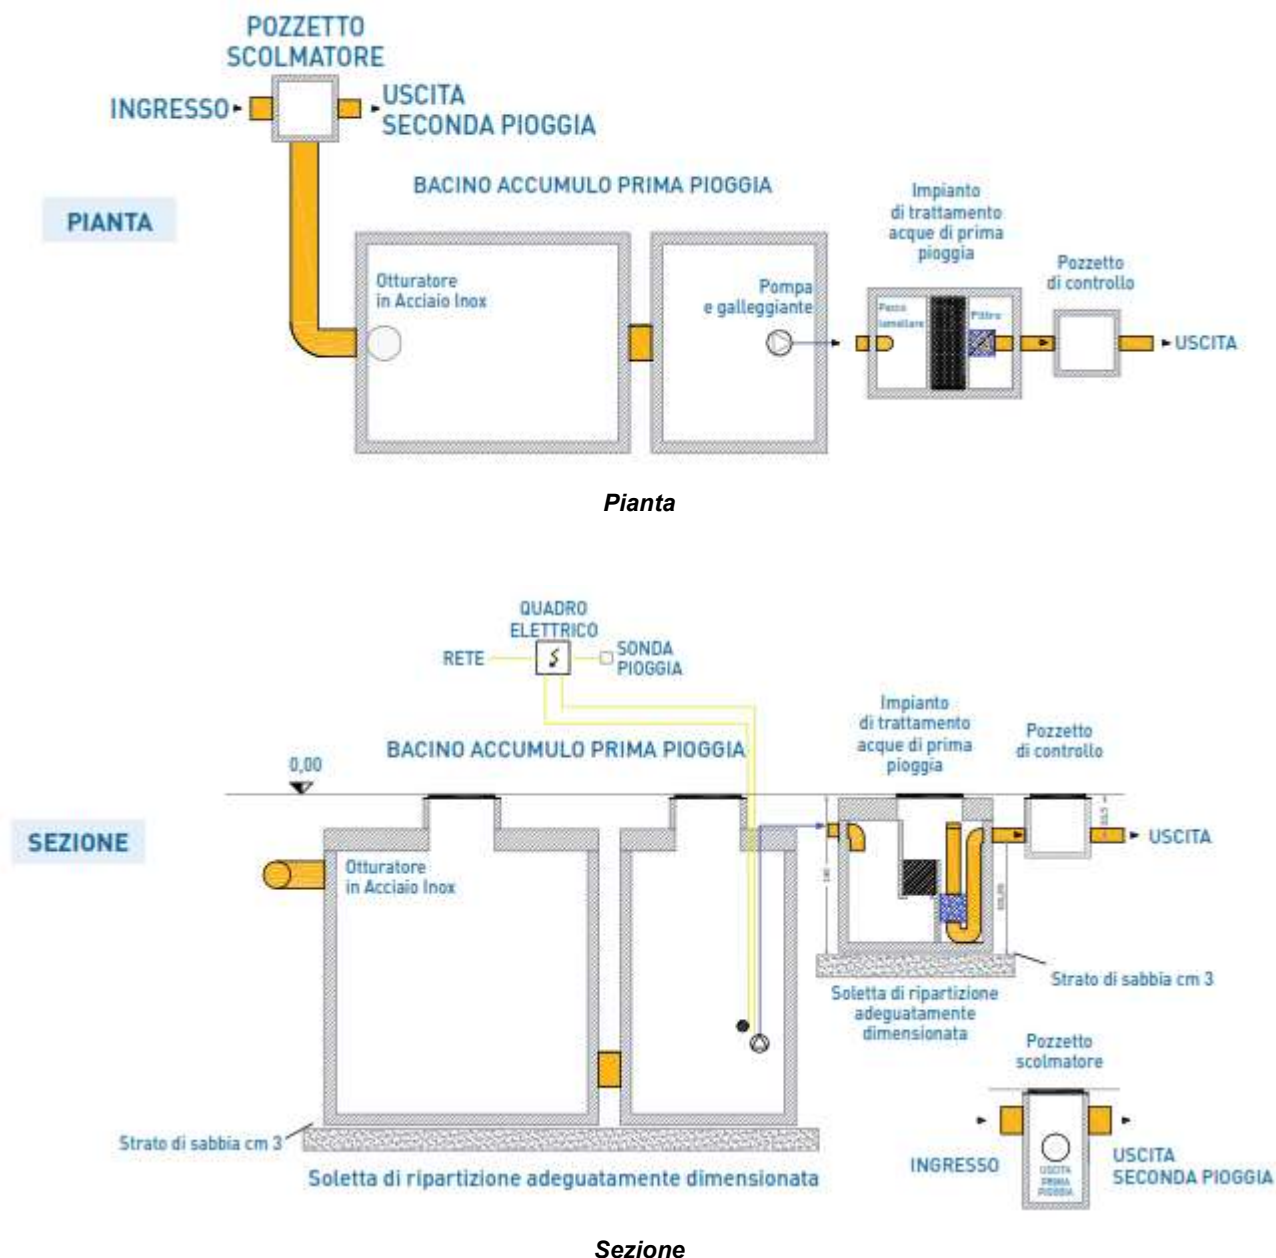 POZZETTO
SCOLMATORE
INGRESSO
USCITA
SECONDA PIOGGIA
BACINO ACCUMULO PRIMA PIOGGIA
PIANTA
Impianto
di trattamento
acque di prima
pioggia
Otturatore
in Acciaio Inox
Pompa
e galleggiante
Pozzetto
di controllo
Pacco
lamellare
Filtro
USCITA
Pianta
QUADRO
ELETTRICO
RETE
SONDA
PIOGGIA
BACINO ACCUMULO PRIMA PIOGGIA
Impianto
di trattamento
acque di prima
pioggia
Pozzetto
di controllo
0,00
SEZIONE
Otturatore
in Acciaio Inox
USCITA
Strato di sabbia cm 3
Soletta di ripartizione
adeguatamente
dimensionata
Pozzetto
scolmatore
Strato di sabbia cm 3
INGRESSO
USCITA
PRIMA
PIOGGIA
USCITA
SECONDA PIOGGIA
Soletta di ripartizione adeguatamente dimensionata
Sezione